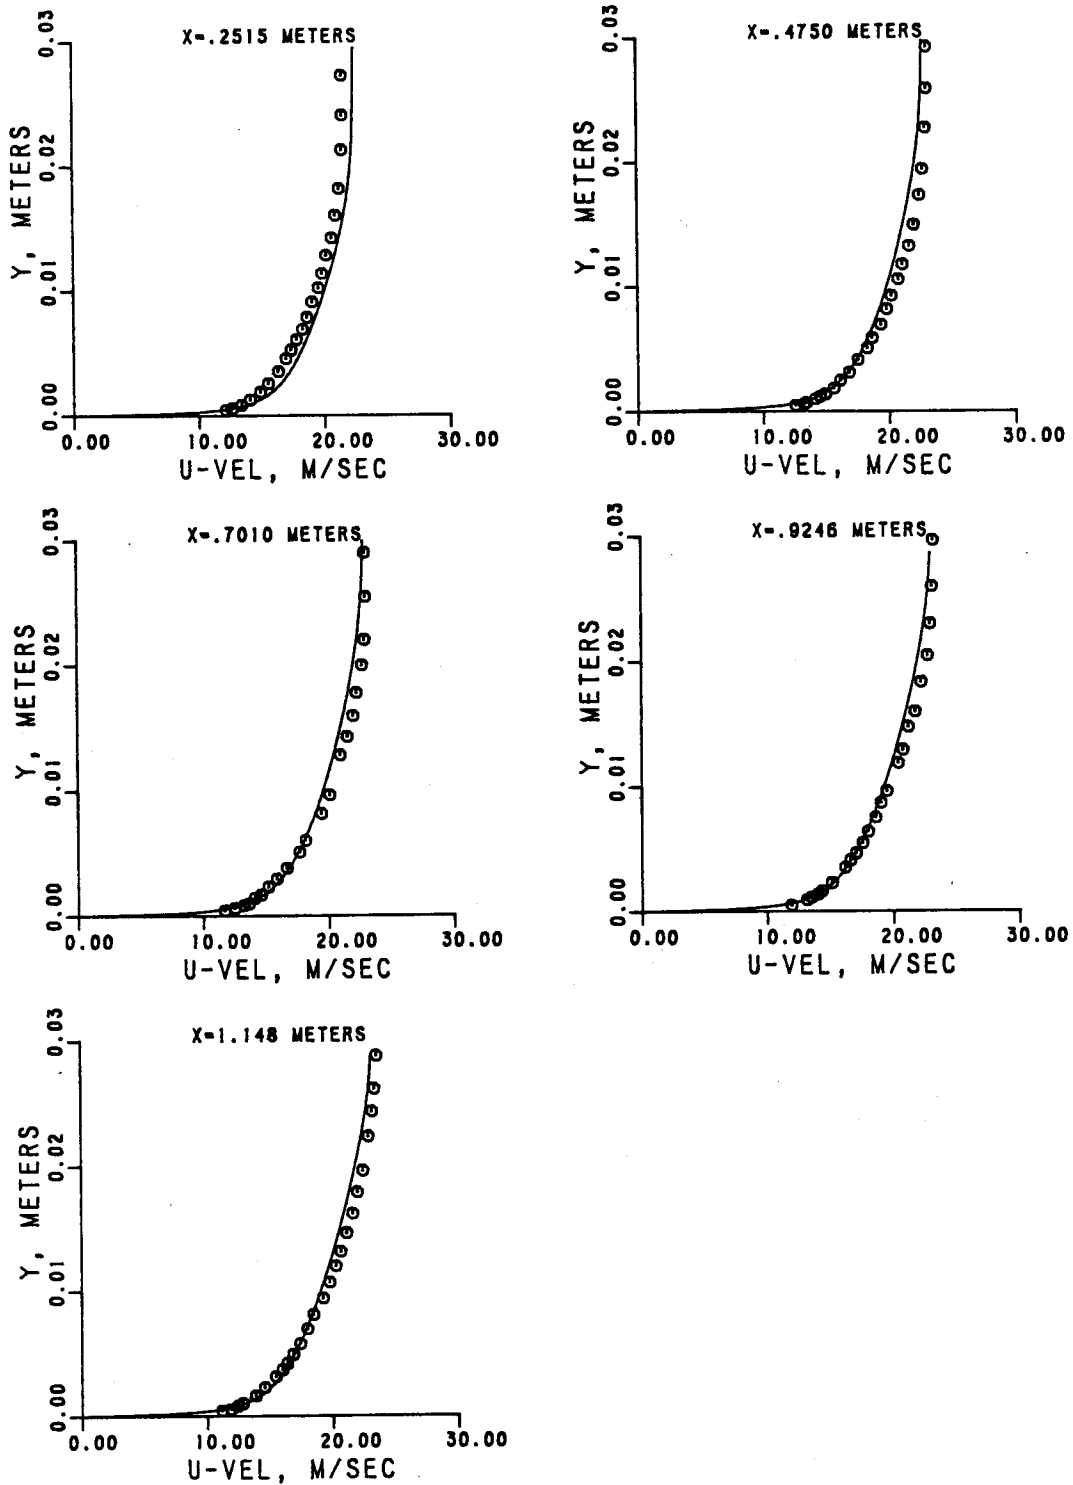 X=.2515 METERS
Y, METERS
0.03
0.02
0.01
0.00
0.00 10.00 20.00 30.00
U-VEL, M/SEC
X=.4750 METERS
Y, METERS
0.03
0.02
0.01
0.00
0.00 10.00 20.00 30.00
U-VEL, M/SEC
X=.7010 METERS
Y, METERS
0.03
0.02
0.01
0.00
0.00 10.00 20.00 30.00
U-VEL, M/SEC
X=.9246 METERS
Y, METERS
0.03
0.02
0.01
0.00
0.00 10.00 20.00 30.00
U-VEL, M/SEC
X=1.148 METERS
Y, METERS
0.03
0.02
0.01
0.00
0.00 10.00 20.00 30.00
U-VEL, M/SEC